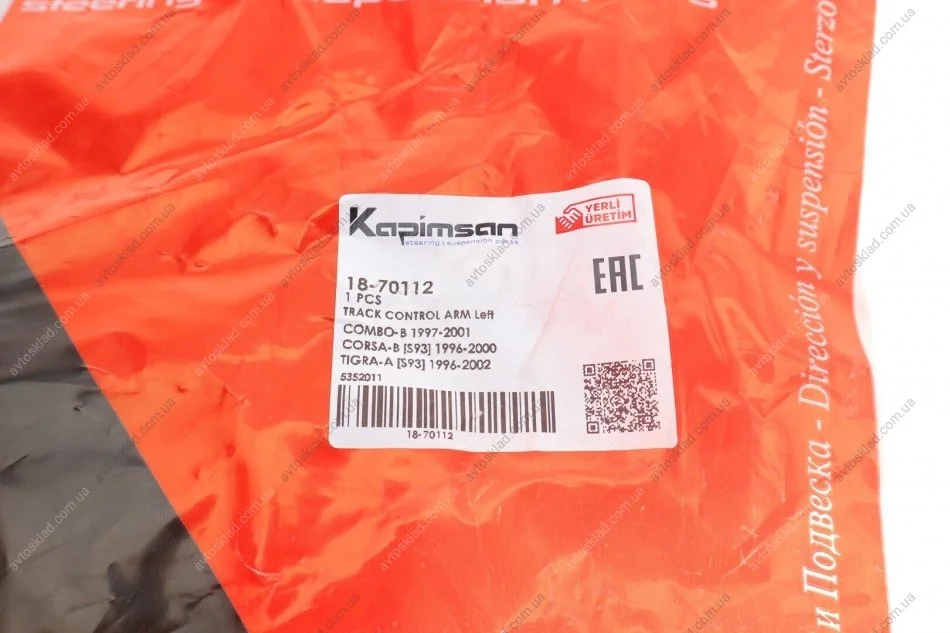 steering
Kapimsan
steering & suspension parts
YERLİ
ÜRETİM
18-70112
1 PCS
TRACK CONTROL ARM Left
COMBO-B 1997-2001
CORSA-B [S93] 1996-2000
TIGRA-A [S93] 1996-2002
5352011
EAC
18-70112
и Подвеска - Dirección y suspensión - Sterzo
avtosklad.com.ua